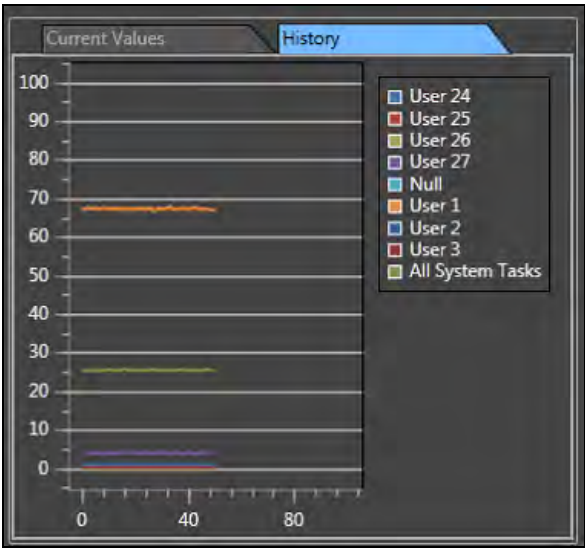 Current Values
History
100
90
80
70
60
50
40
30
20
10
0
0 40 80
User 24
User 25
User 26
User 27
Null
User 1
User 2
User 3
All System Tasks